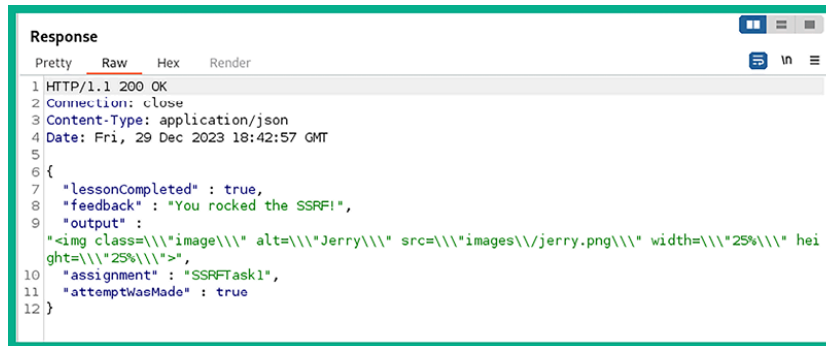 Response
Pretty Raw Hex Render \n
1 HTTP/1.1 200 OK
2 Connection: close
3 Content-Type: application/json
4 Date: Fri, 29 Dec 2023 18:42:57 GMT
5
6 {
7 "lessonCompleted" : true,
8 "feedback" : "You rocked the SSRF!",
9 "output" :
"<img class=\\\"image\\\" alt=\\\"Jerry\\\" src=\\\"images\\/jerry.png\\\" width=\\\"25%\\\" hei
ght=\\\"25%\\\">",
10 "assignment" : "SSRFTask1",
11 "attemptWasMade" : true
12 }